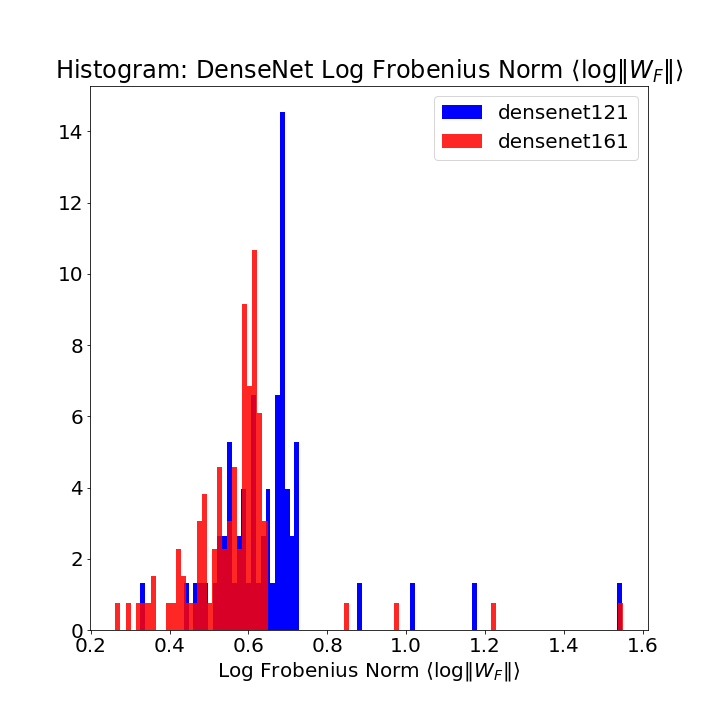 Histogram: DenseNet Log Frobenius Norm ⟨log‖W_F‖⟩
densenet121
densenet161
14
12
10
8
6
4
2
0
0.2 0.4 0.6 0.8 1.0 1.2 1.4 1.6
Log Frobenius Norm ⟨log‖W_F‖⟩